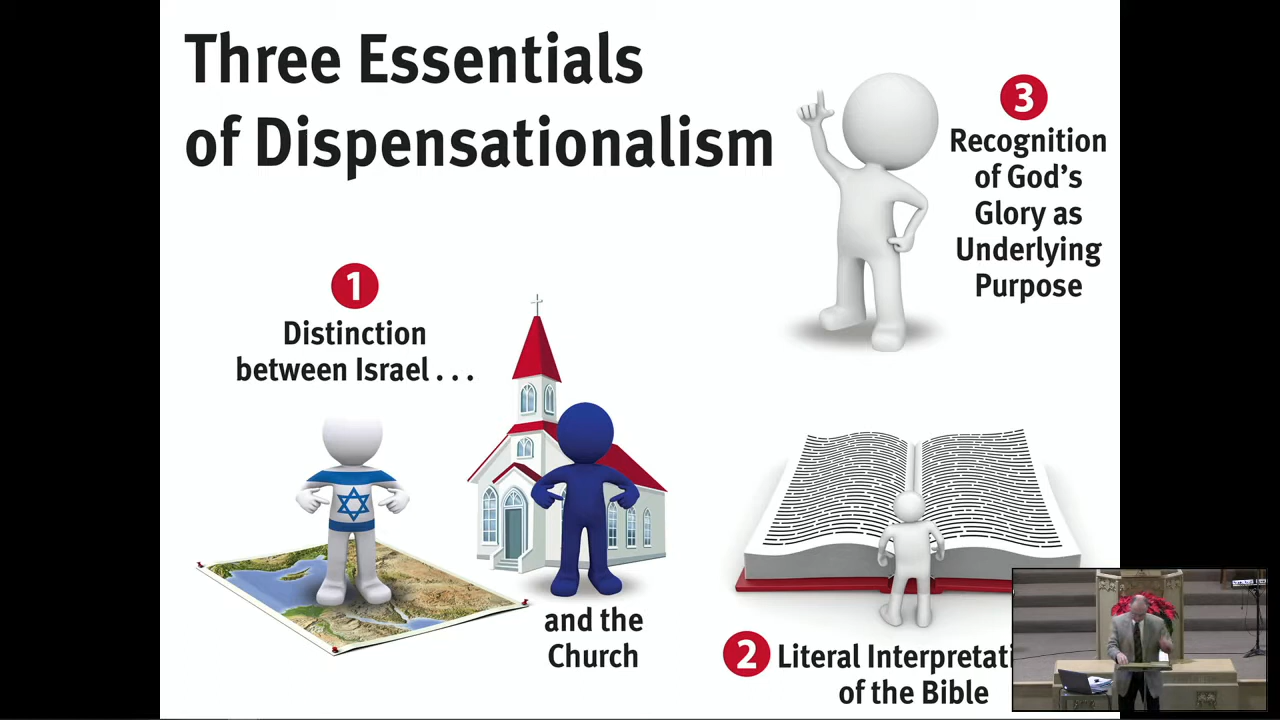 Three Essentials
of Dispensationalism
1
Distinction
between Israel . . .
and the
Church
2
Literal
of the Bible
3
Recognition
of God's
Glory as
Underlying
Purpose